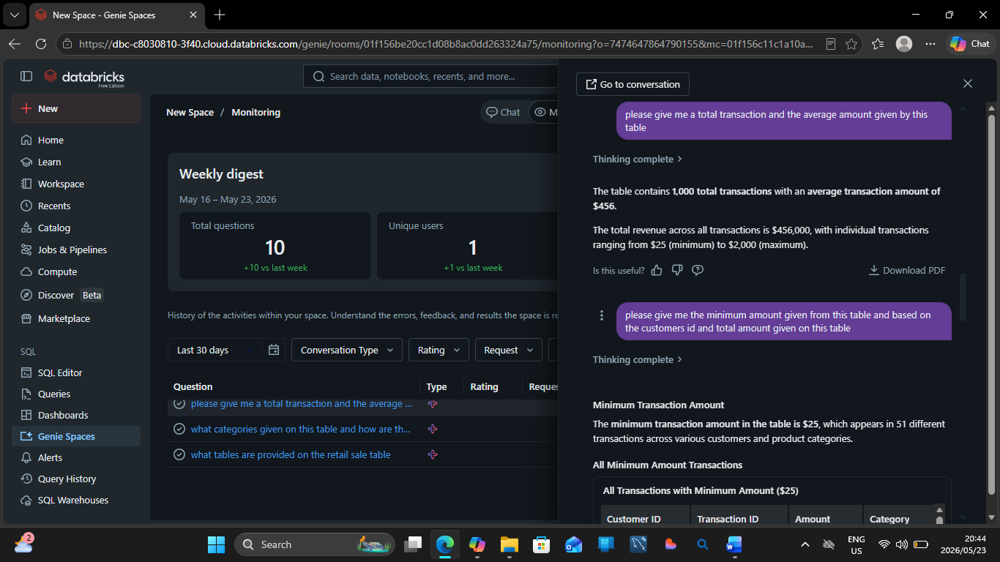 New Space - Genie Spaces
https://dbc-c8030810-3f40.cloud.databricks.com/genie/rooms/01f156be20cc1d08b8ac0dd263324a75/monitoring?o=7474647864790155&mc=01f156c11c1a10a...
Chat
databricks
Free Edition
Search data, notebooks, recents, and more...
New
Home
Learn
Workspace
Recents
Catalog
Jobs & Pipelines
Compute
Discover Beta
Marketplace
SQL
SQL Editor
Queries
Dashboards
Genie Spaces
Alerts
Query History
SQL Warehouses
New Space / Monitoring
Chat
M
Weekly digest
May 16 – May 23, 2026
Total questions
10
+10 vs last week
Unique users
1
+1 vs last week
History of the activities within your space. Understand the errors, feedback, and results the space is re
Last 30 days
Conversation Type
Rating
Request
Question Type Rating Reques
please give me a total transaction and the average ...
what categories given on this table and how are th...
what tables are provided on the retail sale table
Go to conversation
please give me a total transaction and the average amount given by this
table
Thinking complete
The table contains 1,000 total transactions with an average transaction amount of
$456.
The total revenue across all transactions is $456,000, with individual transactions
ranging from $25 (minimum) to $2,000 (maximum).
Is this useful?
Download PDF
please give me the minimum amount given from this table and based on
the customers id and total amount given on this table
Thinking complete
Minimum Transaction Amount
The minimum transaction amount in the table is $25, which appears in 51 different
transactions across various customers and product categories.
All Minimum Amount Transactions
All Transactions with Minimum Amount ($25)
Customer ID Transaction ID Amount Category
2
Search
ENG
US
20:44
2026/05/23